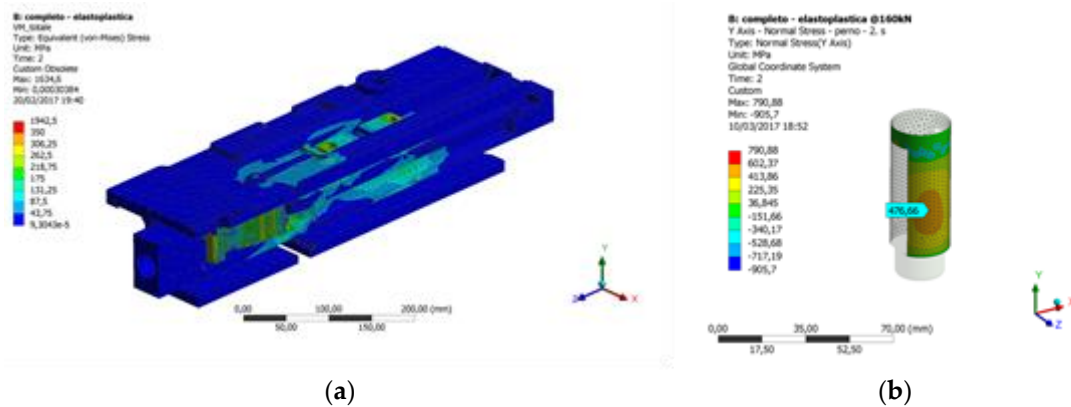 B: completo - elastoplastica
VM_totale
Type: Equivalent (von-Mises) Stress
Unit: MPa
Time: 2
Custom Obsolete
Max: 1634,6
Min: 0,00030384
20/02/2017 19:40
1942,5
350
306,25
262,5
218,75
175
131,25
87,5
43,75
9,3043e-5
0,00
100,00
200,00 (mm)
50,00
150,00
Y
Z
X
(a)
B: completo - elastoplastica @160kN
Y Axis - Normal Stress - perno - 2. s
Type: Normal Stress(Y Axis)
Unit: MPa
Global Coordinate System
Time: 2
Custom
Max: 790,88
Min: -905,7
10/03/2017 18:52
790,88
602,37
413,86
225,35
36,845
-151,66
-340,17
-528,68
-717,19
-905,7
476,66
0,00
35,00
70,00 (mm)
17,50
52,50
Y
X
Z
(b)